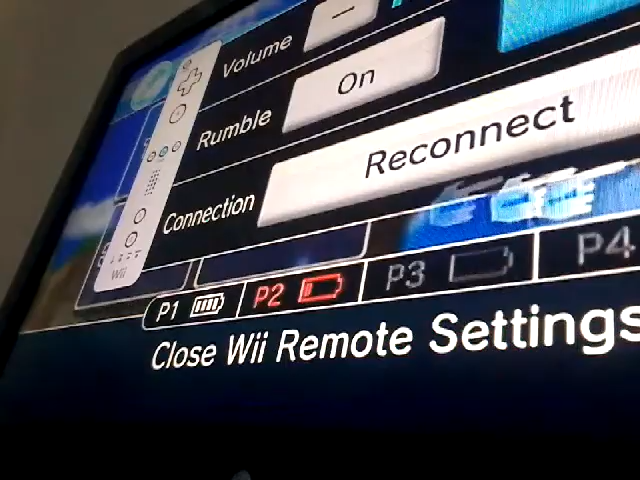 Volume
Rumble On
Connection Reconnect
Wii
P1 P2 P3 P4
Close Wii Remote Settings